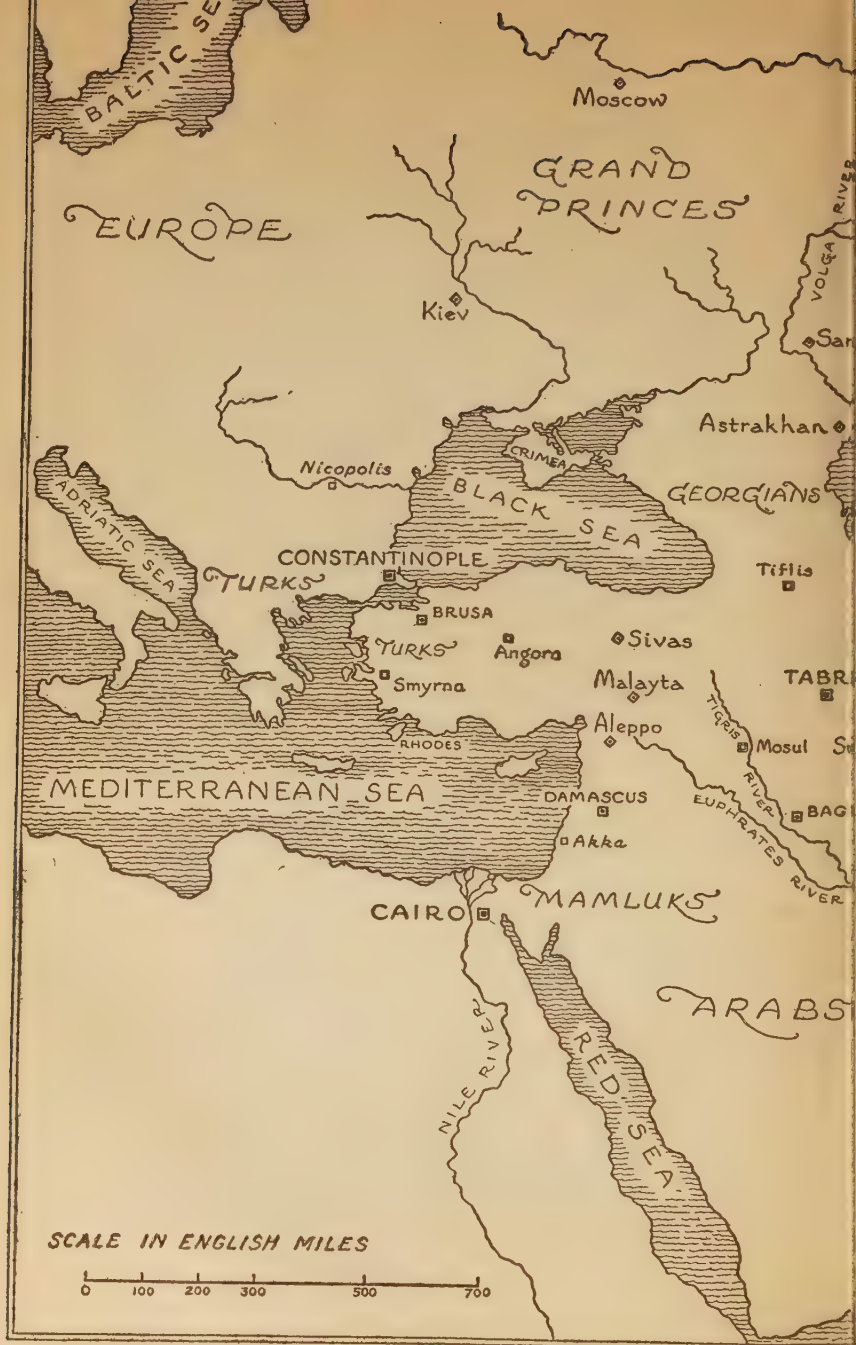 BALTIC SE
Moscow
GRAND
PRINCES
EUROPE
VOLGA RIVER
Kiev
Sar
Astrakhan
Nicopolis
CRIMEA
ADRIATIC SEA
BLACK SEA
GEORGIANS
CONSTANTINOPLE
TURKS
Tiflis
BRUSA
TURKS
Angora
Sivas
Smyrna
Malayta
TABR
TIGRIS RIVER
Aleppo
RHODES
Mosul
MEDITERRANEAN SEA
DAMASCUS
EUPHRATES RIVER
BAG
Akka
CAIRO
MAMLUKS
ARABS
NILE RIVER
RED SEA
SCALE IN ENGLISH MILES
0 100 200 300 500 700